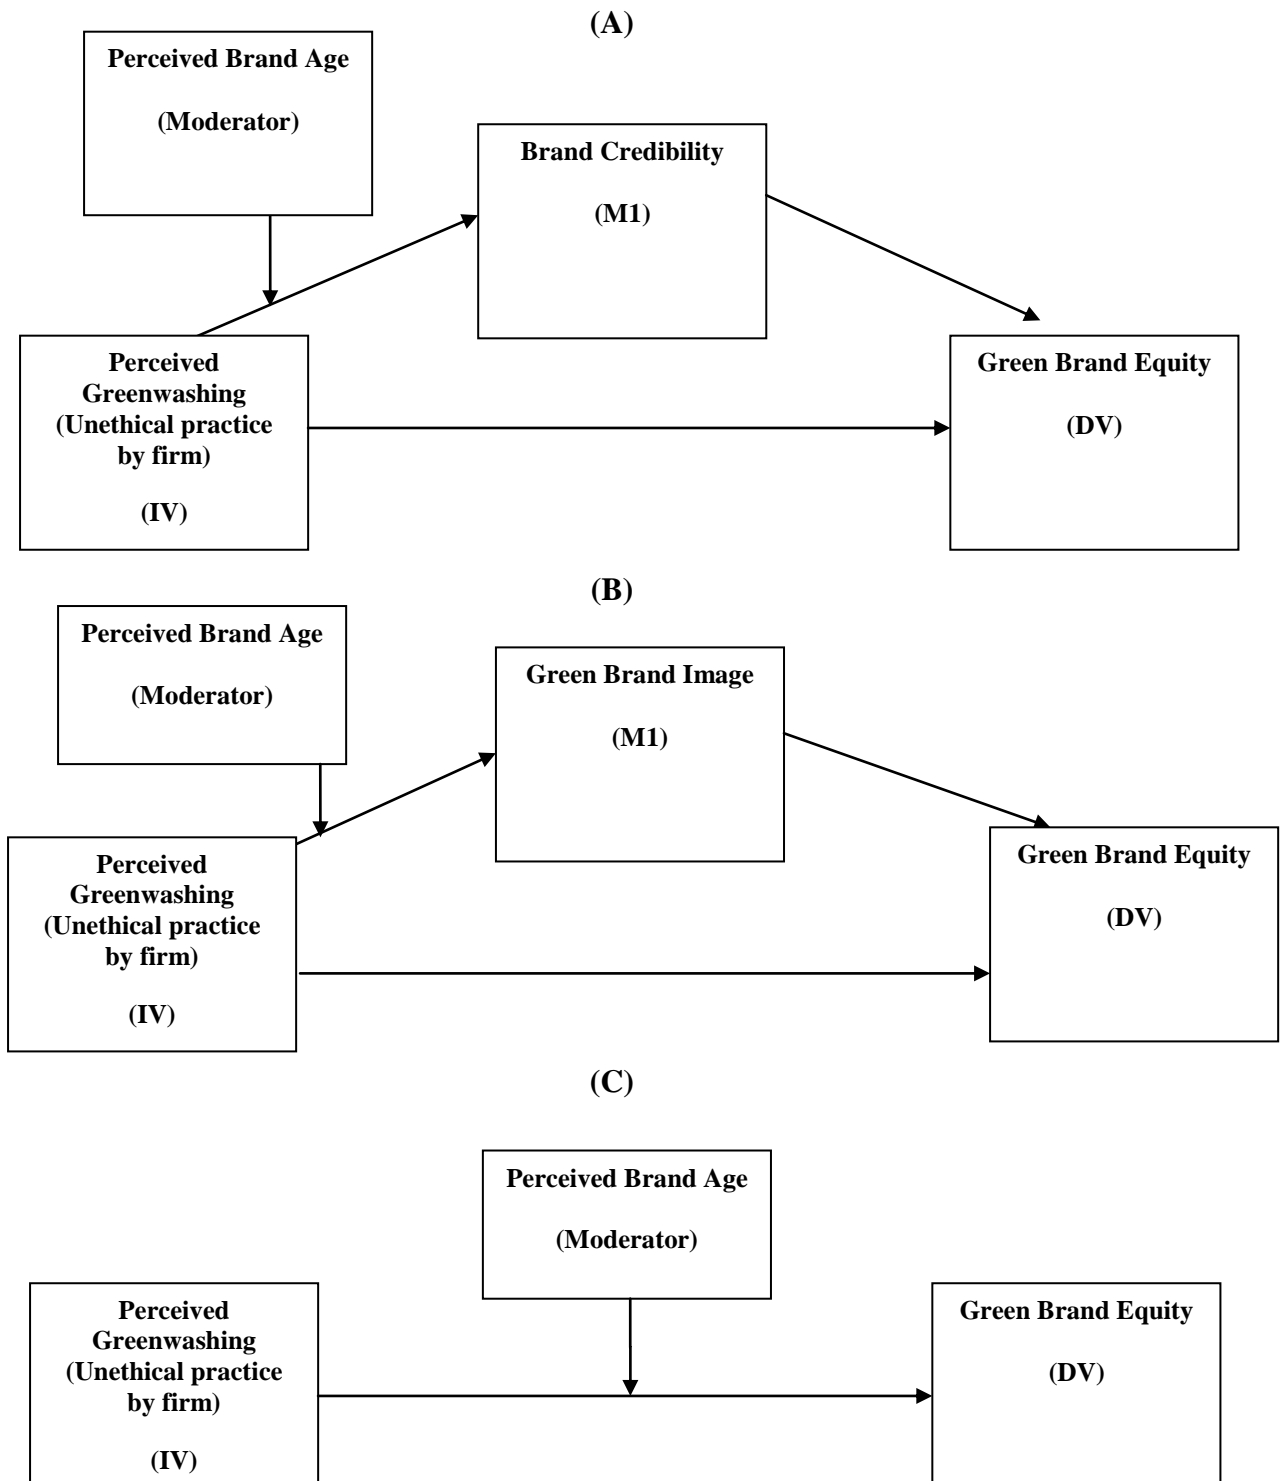 (A)
Perceived Brand Age
(Moderator)
Brand Credibility
(M1)
Perceived
Greenwashing
(Unethical practice
by firm)
(IV)
Green Brand Equity
(DV)
(B)
Perceived Brand Age
(Moderator)
Green Brand Image
(M1)
Perceived
Greenwashing
(Unethical practice
by firm)
(IV)
Green Brand Equity
(DV)
(C)
Perceived Brand Age
(Moderator)
Perceived
Greenwashing
(Unethical practice
by firm)
(IV)
Green Brand Equity
(DV)